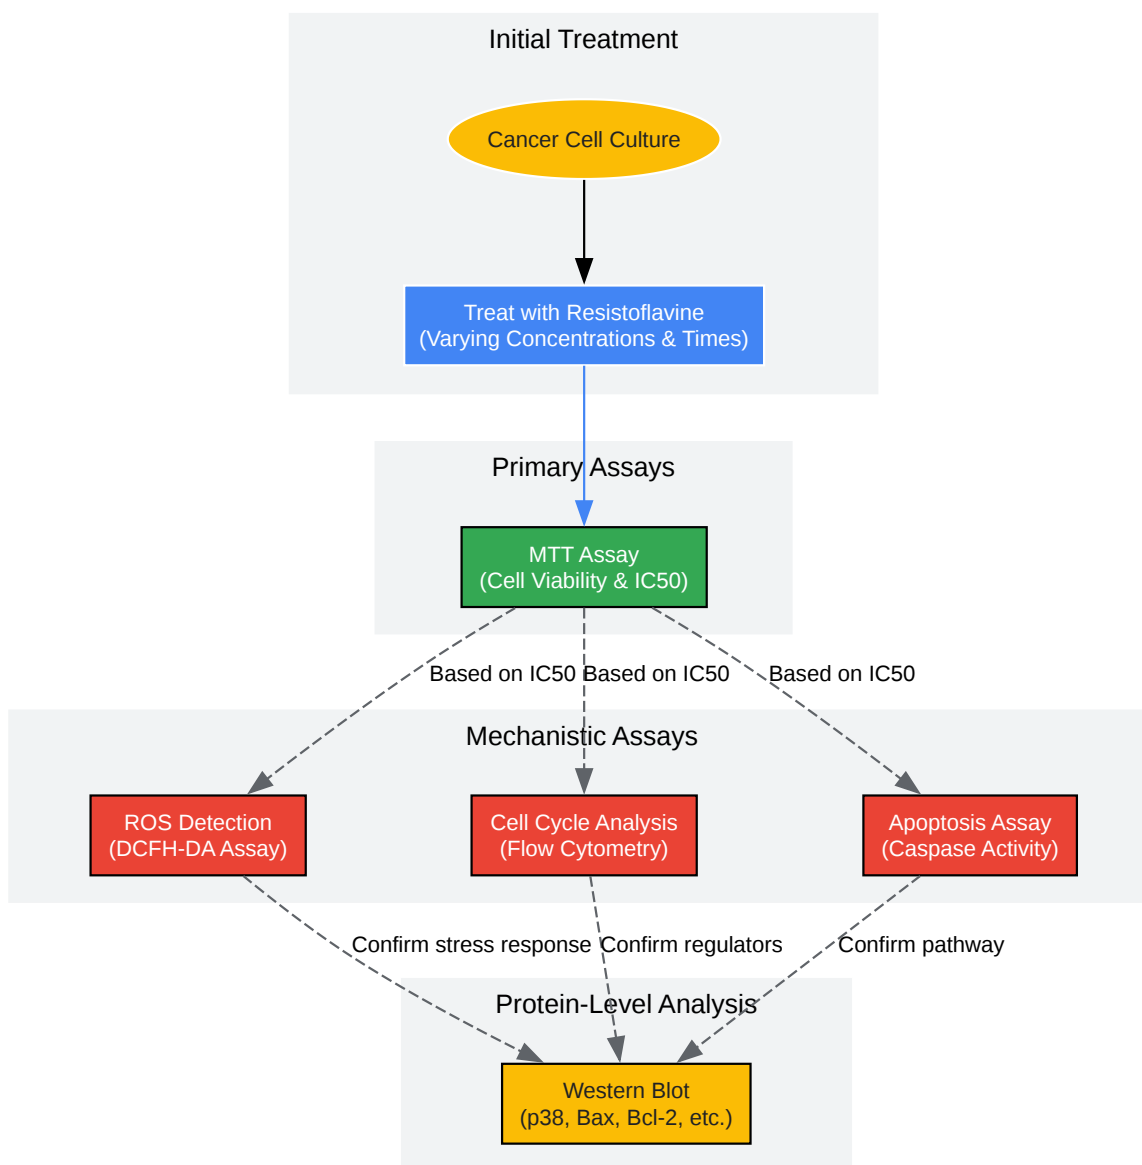 Initial Treatment
Cancer Cell Culture
Treat with Resistoflavine
(Varying Concentrations & Times)
Primary Assays
MTT Assay
(Cell Viability & IC50)
Based on IC50
Based on IC50
Based on IC50
Mechanistic Assays
ROS Detection
(DCFH-DA Assay)
Cell Cycle Analysis
(Flow Cytometry)
Apoptosis Assay
(Caspase Activity)
Confirm stress response
Confirm regulators
Confirm pathway
Protein-Level Analysis
Western Blot
(p38, Bax, Bcl-2, etc.)